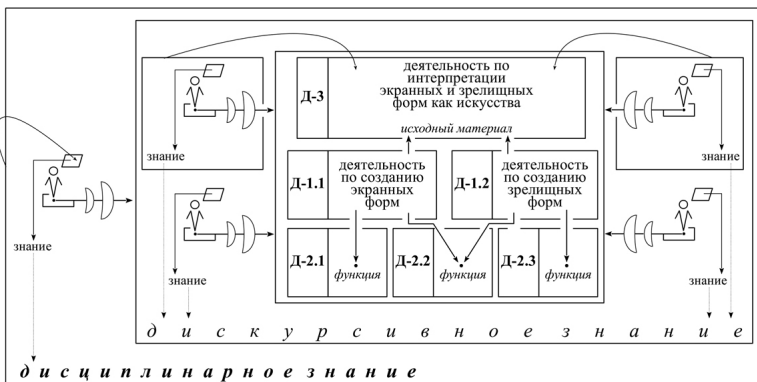 деятельность по
интерпретации
экранных и зрелищных
форм как искусства
Д-3
исходный материал
знание
знание
Д-1.1
деятельность
по созданию
экранных
форм
Д-1.2
деятельность
по созданию
зрелищных
форм
знание
Д-2.1
функция
Д-2.2
функция
Д-2.3
функция
знание
знание
д и с к у р с и в н о е з н а н и е
д и с ц и п л и н а р н о е з н а н и е